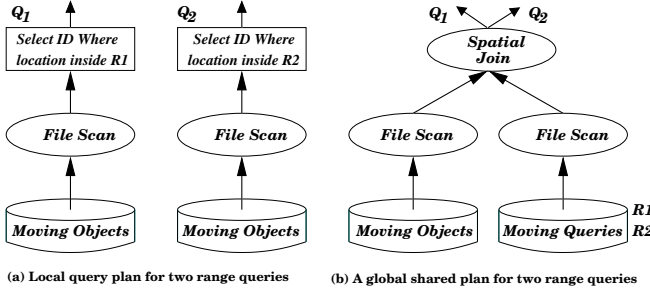 Q1
Select ID Where
location inside R1
File Scan
Moving Objects
Q2
Select ID Where
location inside R2
File Scan
Moving Objects
(a) Local query plan for two range queries
Q1 Q2
Spatial
Join
File Scan
File Scan
Moving Objects
Moving Queries
R1
R2
(b) A global shared plan for two range queries